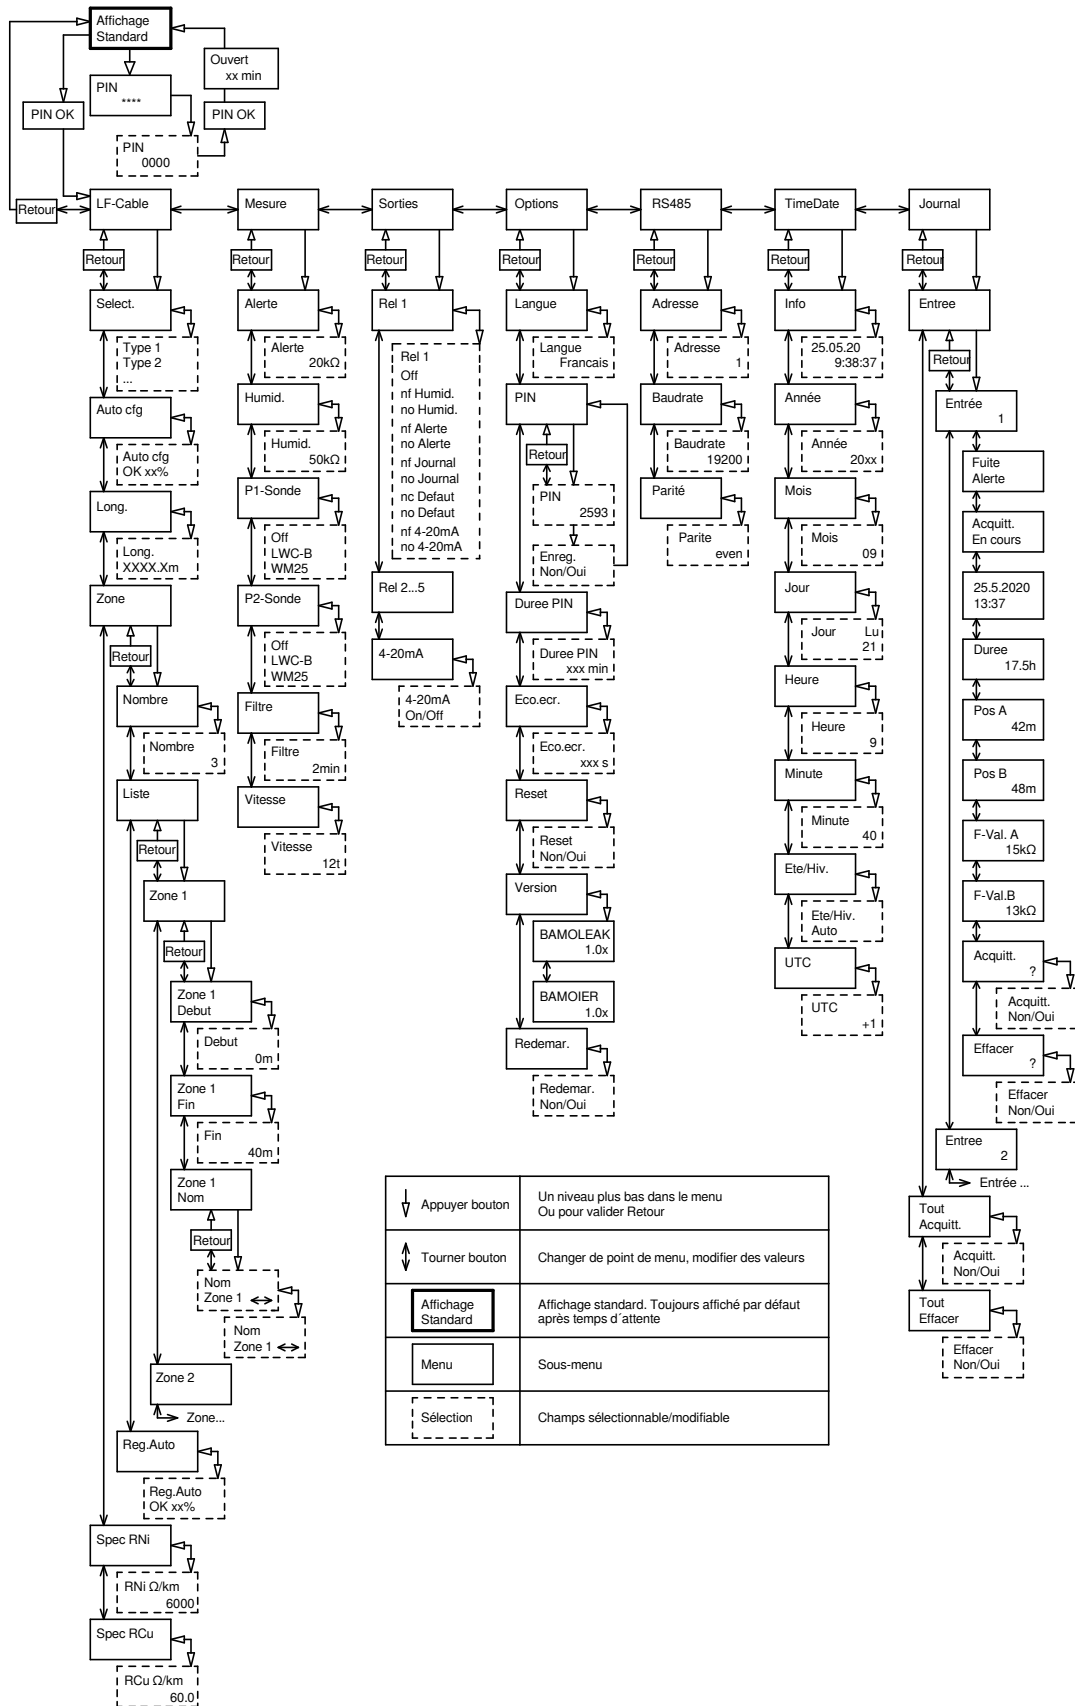 Affichage
Standard
Ouvert
xx min
PIN
****
PIN OK
PIN OK
PIN
0000
Retour
LF-Cable
Mesure
Sorties
Options
RS485
TimeDate
Journal
Retour
Retour
Retour
Retour
Retour
Retour
Retour
Select.
Type 1
Type 2
...
Auto cfg
Auto cfg
OK xx%
Long.
Long.
XXXX.Xm
Zone
Retour
Nombre
Nombre
3
Liste
Retour
Zone 1
Retour
Zone 1
Debut
Debut
0m
Zone 1
Fin
Fin
40m
Zone 1
Nom
Retour
Nom
Zone 1
Nom
Zone 1
Zone 2
Zone...
Reg.Auto
Reg.Auto
OK xx%
Spec RNi
RNi Ω/km
6000
Spec RCu
RCu Ω/km
60.0
Alerte
Alerte
20kΩ
Humid.
Humid.
50kΩ
P1-Sonde
Off
LWC-B
WM25
P2-Sonde
Off
LWC-B
WM25
Filtre
Filtre
2min
Vitesse
Vitesse
12t
Rel 1
Rel 1
Off
nf Humid.
no Humid.
nf Alerte
no Alerte
nf Journal
no Journal
nc Defaut
no Defaut
nf 4-20mA
no 4-20mA
Rel 2...5
4-20mA
4-20mA
On/Off
Langue
Langue
Francais
PIN
Retour
PIN
2593
Enreg.
Non/Oui
Duree PIN
Duree PIN
xxx min
Eco.ecr.
Eco.ecr.
xxx s
Reset
Reset
Non/Oui
Version
BAMOLEAK
1.0x
BAMOIER
1.0x
Redemar.
Redemar.
Non/Oui
Adresse
Adresse
1
Baudrate
Baudrate
19200
Parité
Parite
even
Info
25.05.20
9:38:37
Année
Année
20xx
Mois
Mois
09
Jour
Jour Lu
21
Heure
Heure
9
Minute
Minute
40
Ete/Hiv.
Ete/Hiv.
Auto
UTC
UTC
+1
Entree
Retour
Entrée
1
Fuite
Alerte
Acquitt.
En cours
25.5.2020
13:37
Duree
17.5h
Pos A
42m
Pos B
48m
F-Val. A
15kΩ
F-Val.B
13kΩ
Acquitt.
?
Acquitt.
Non/Oui
Effacer
?
Effacer
Non/Oui
Entree
2
Entrée ...
Tout
Acquitt.
Acquitt.
Non/Oui
Tout
Effacer
Effacer
Non/Oui
Appuyer bouton
Un niveau plus bas dans le menu
Ou pour valider Retour
Tourner bouton
Changer de point de menu, modifier des valeurs
Affichage
Standard
Affichage standard. Toujours affiché par défaut
après temps d´attente
Menu
Sous-menu
Sélection
Champs sélectionnable/modifiable